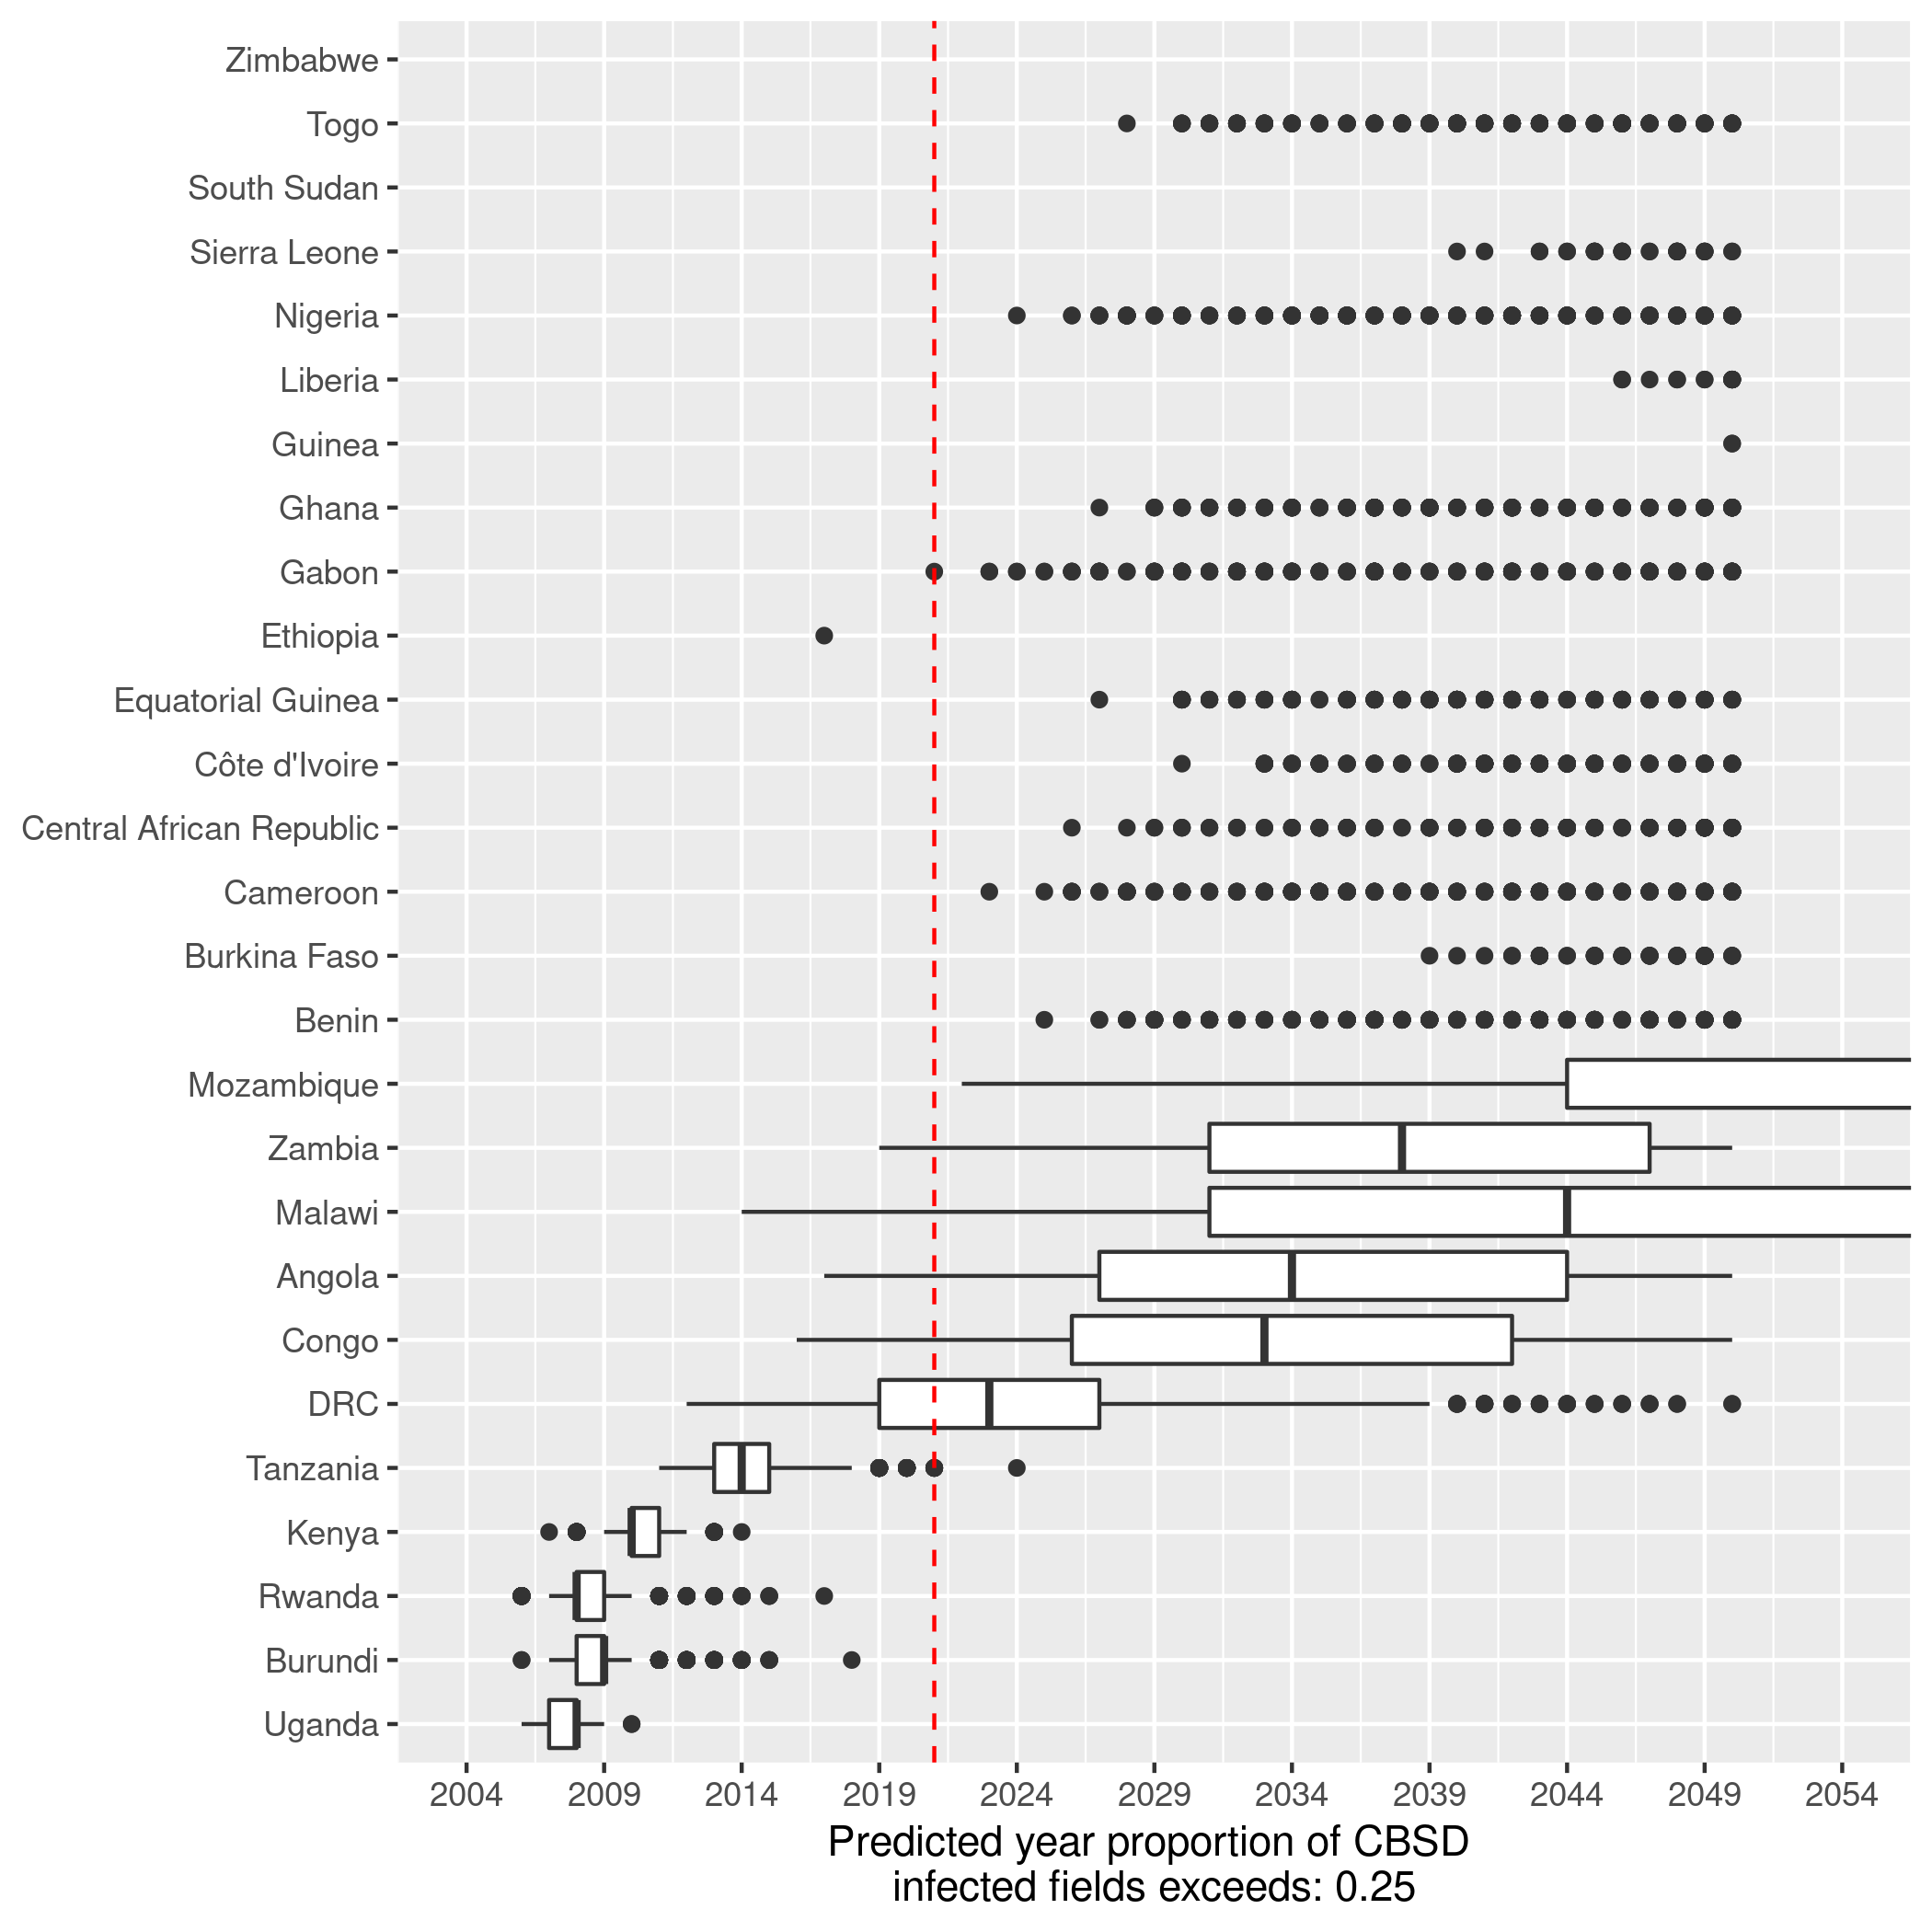 Zimbabwe
Togo
South Sudan
Sierra Leone
Nigeria
Liberia
Guinea
Ghana
Gabon
Ethiopia
Equatorial Guinea
Côte d'Ivoire
Central African Republic
Cameroon
Burkina Faso
Benin
Mozambique
Zambia
Malawi
Angola
Congo
DRC
Tanzania
Kenya
Rwanda
Burundi
Uganda
2004 2009 2014 2019 2024 2029 2034 2039 2044 2049 2054
Predicted year proportion of CBSD
infected fields exceeds: 0.25